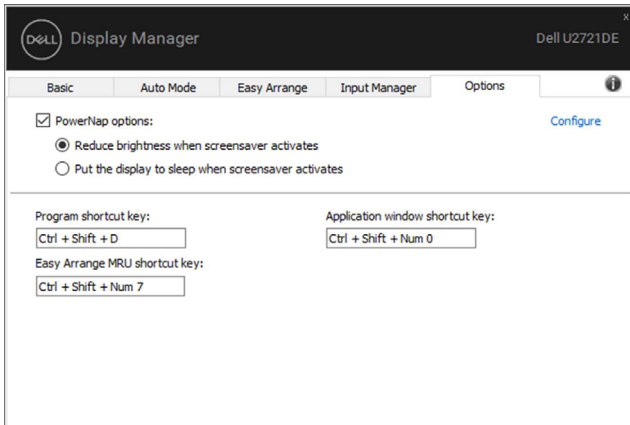 x
DELL Display Manager
Dell U2721DE
Basic Auto Mode Easy Arrange Input Manager Options i
PowerNap options: Configure
Reduce brightness when screensaver activates
Put the display to sleep when screensaver activates
Program shortcut key: Application window shortcut key:
Ctrl + Shift + D Ctrl + Shift + Num 0
Easy Arrange MRU shortcut key:
Ctrl + Shift + Num 7